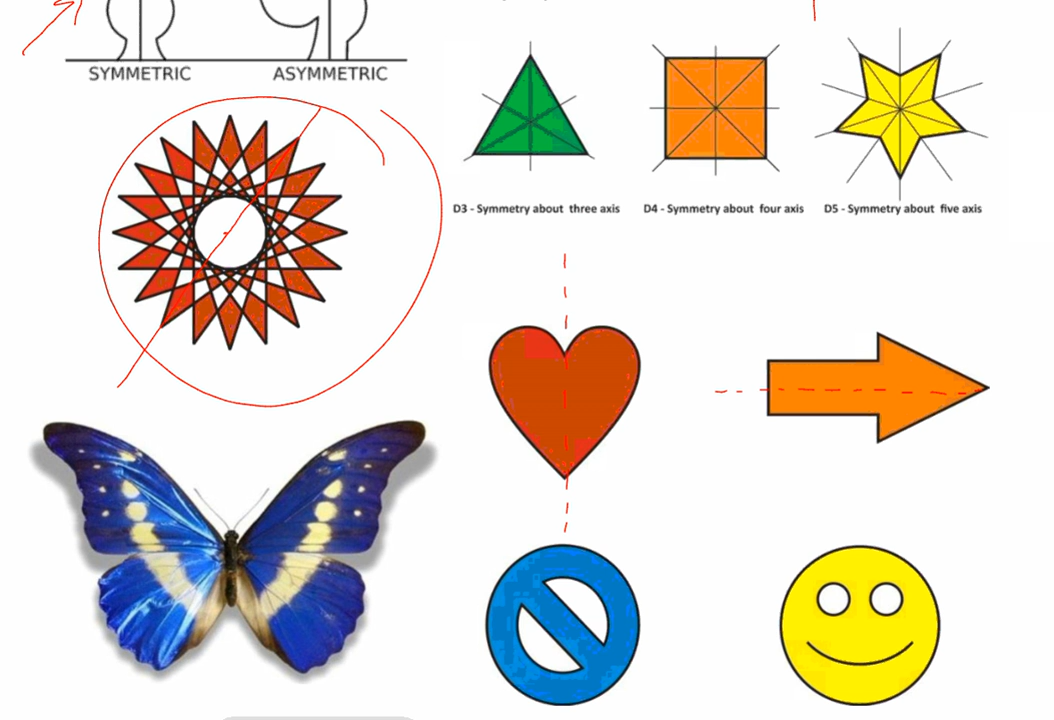 SYMMETRIC
ASYMMETRIC
D3 - Symmetry about three axis
D4 - Symmetry about four axis
D5 - Symmetry about five axis